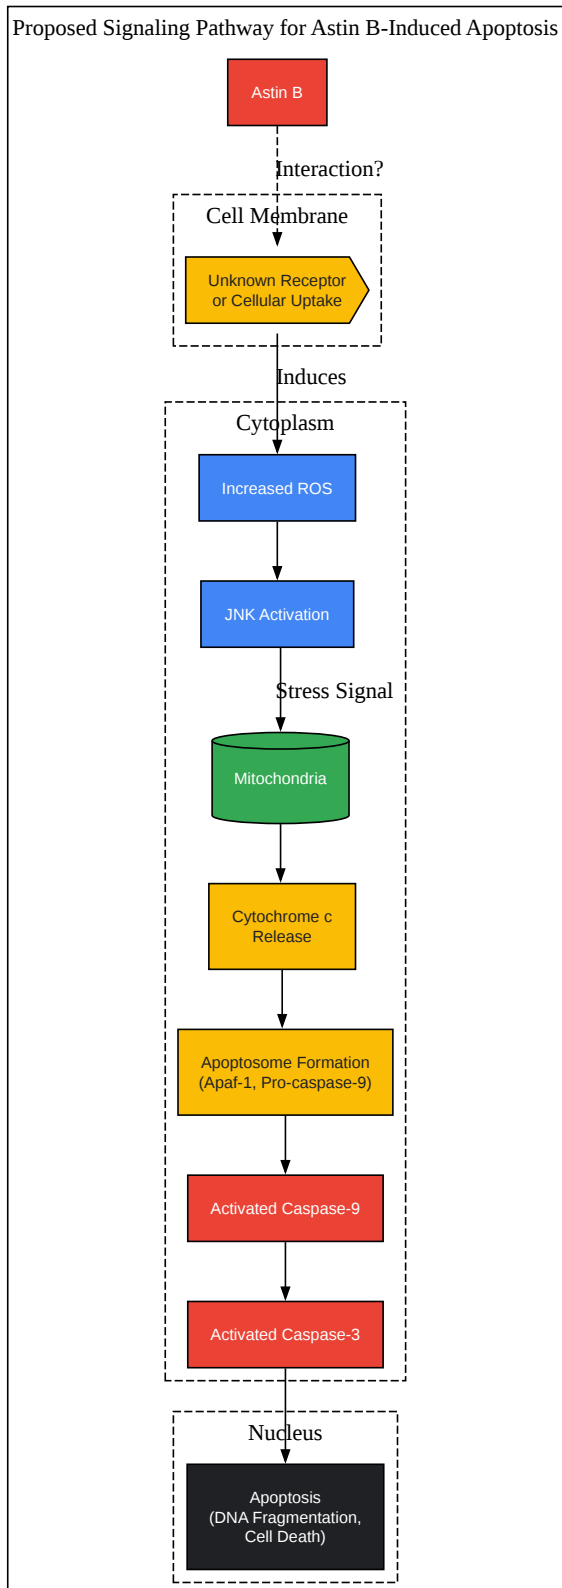 Proposed Signaling Pathway for Astin B-Induced Apoptosis
Astin B
Interaction?
Cell Membrane
Unknown Receptor
or Cellular Uptake
Induces
Cytoplasm
Increased ROS
JNK Activation
Stress Signal
Mitochondria
Cytochrome c
Release
Apoptosome Formation
(Apaf-1, Pro-caspase-9)
Activated Caspase-9
Activated Caspase-3
Nucleus
Apoptosis
(DNA Fragmentation,
Cell Death)